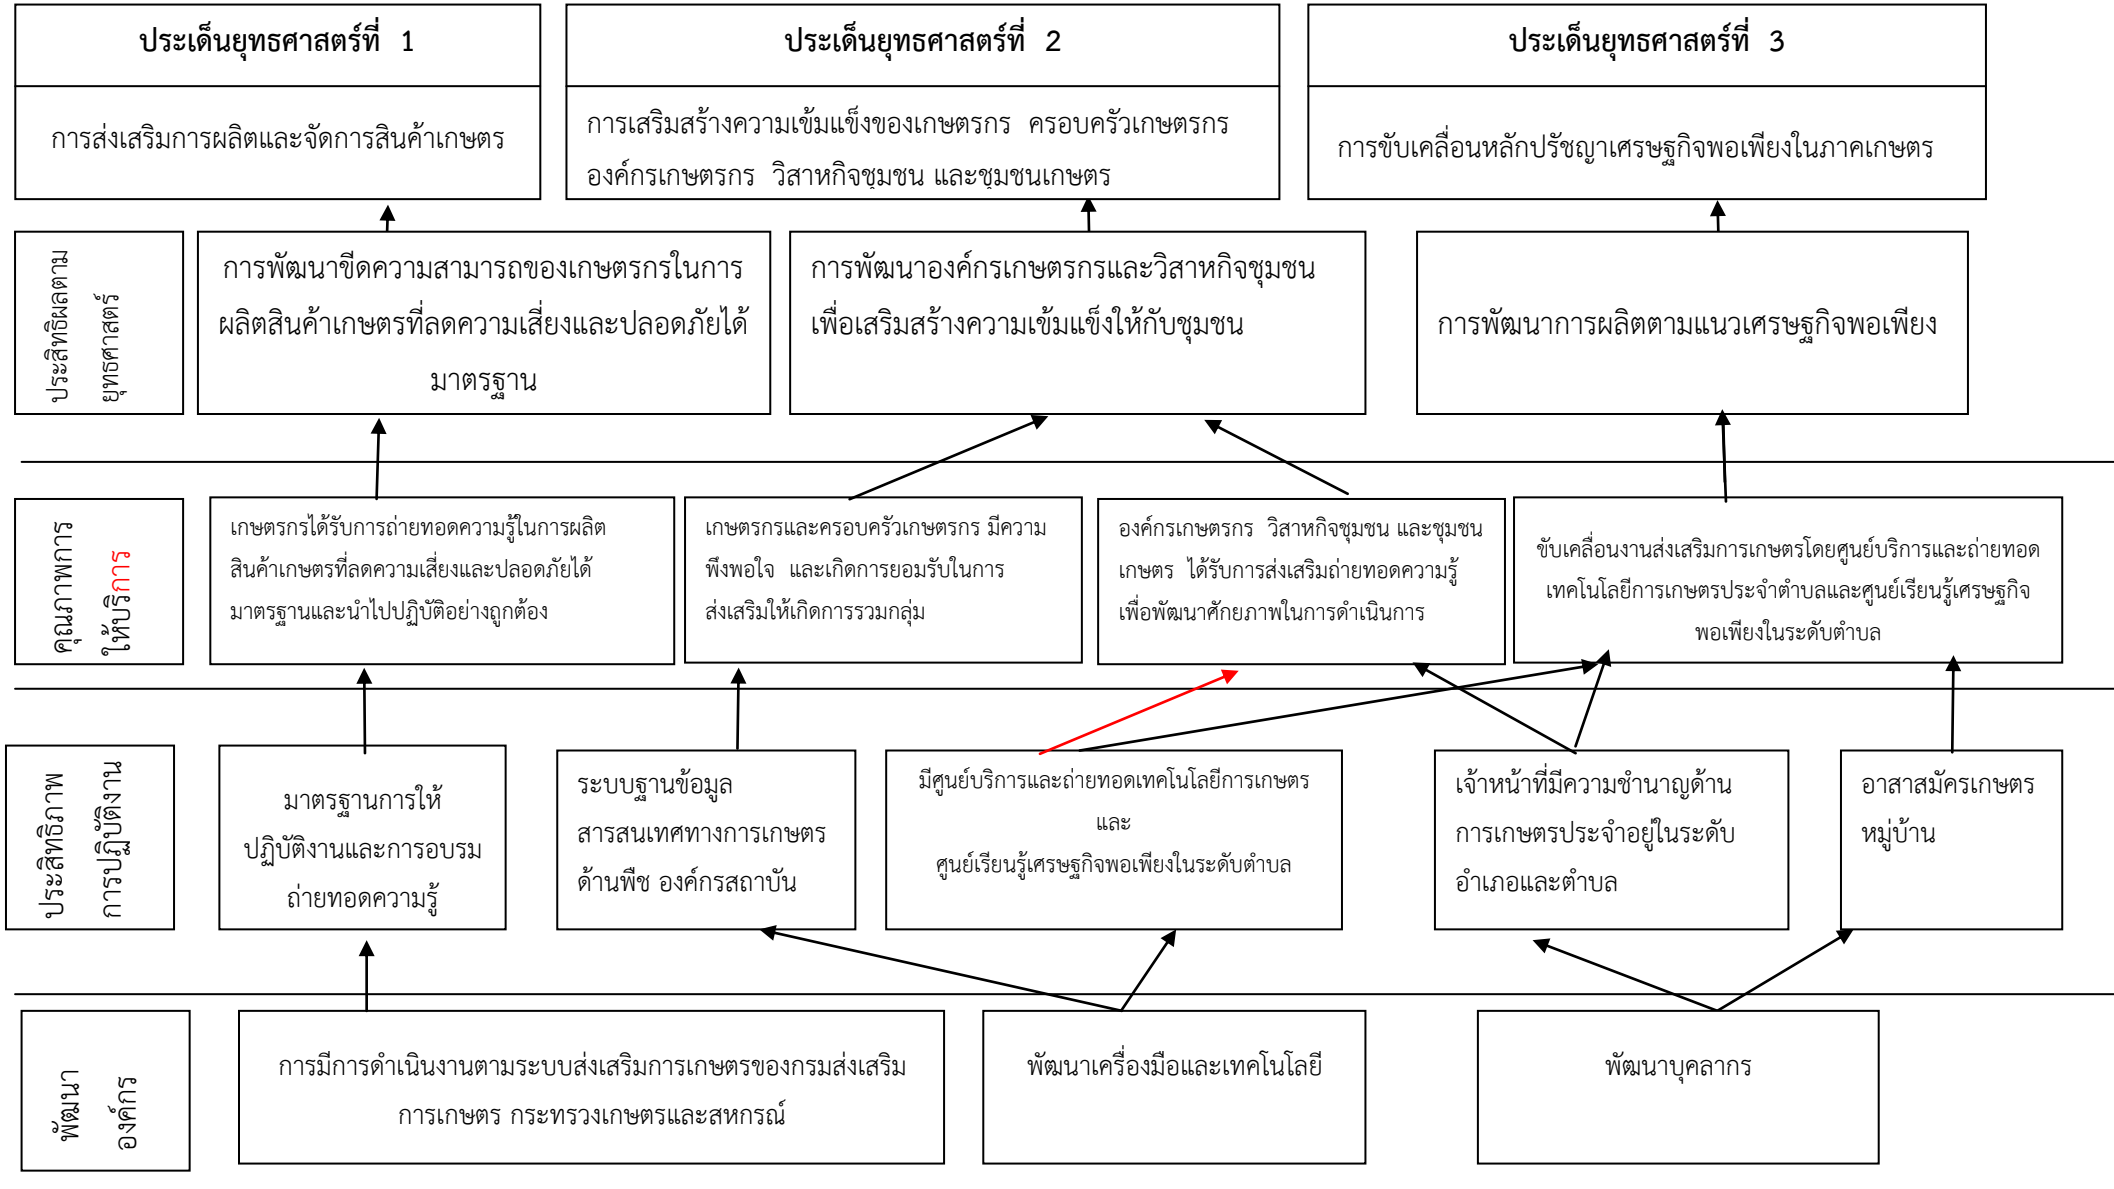 ประเด็นยุทธศาสตร์ที่ 1
ประเด็นยุทธศาสตร์ที่ 2
ประเด็นยุทธศาสตร์ที่ 3
การส่งเสริมการผลิตและจัดการสินค้าเกษตร
การเสริมสร้างความเข้มแข็งของเกษตรกร ครอบครัวเกษตรกร
องค์กรเกษตรกร วิสาหกิจชุมชน และชุมชนเกษตร
การขับเคลื่อนหลักปรัชญาเศรษฐกิจพอเพียงในภาคเกษตร
ประสิทธิผลตาม
ยุทธศาสตร์
การพัฒนาขีดความสามารถของเกษตรกรในการ
ผลิตสินค้าเกษตรที่ลดความเสี่ยงและปลอดภัยได้
มาตรฐาน
การพัฒนาองค์กรเกษตรกรและวิสาหกิจชุมชน
เพื่อเสริมสร้างความเข้มแข็งให้กับชุมชน
การพัฒนาการผลิตตามแนวเศรษฐกิจพอเพียง
คุณภาพการ
ให้บริการ
เกษตรกรได้รับการถ่ายทอดความรู้ในการผลิต
สินค้าเกษตรที่ลดความเสี่ยงและปลอดภัยได้
มาตรฐานและนำไปปฏิบัติอย่างถูกต้อง
เกษตรกรและครอบครัวเกษตรกร มีความ
พึงพอใจ และเกิดการยอมรับในการ
ส่งเสริมให้เกิดการรวมกลุ่ม
องค์กรเกษตรกร วิสาหกิจชุมชน และชุมชน
เกษตร ได้รับการส่งเสริมถ่ายทอดความรู้
เพื่อพัฒนาศักยภาพในการดำเนินการ
ขับเคลื่อนงานส่งเสริมการเกษตรโดยศูนย์บริการและถ่ายทอด
เทคโนโลยีการเกษตรประจำตำบลและศูนย์เรียนรู้เศรษฐกิจ
พอเพียงในระดับตำบล
ประสิทธิภาพ
การปฏิบัติงาน
มาตรฐานการให้
ปฏิบัติงานและการอบรม
ถ่ายทอดความรู้
ระบบฐานข้อมูล
สารสนเทศทางการเกษตร
ด้านพืช องค์กรสถาบัน
มีศูนย์บริการและถ่ายทอดเทคโนโลยีการเกษตร
และ
ศูนย์เรียนรู้เศรษฐกิจพอเพียงในระดับตำบล
เจ้าหน้าที่มีความชำนาญด้าน
การเกษตรประจำอยู่ในระดับ
อำเภอและตำบล
อาสาสมัครเกษตร
หมู่บ้าน
พัฒนา
องค์กร
การมีการดำเนินงานตามระบบส่งเสริมการเกษตรของกรมส่งเสริม
การเกษตร กระทรวงเกษตรและสหกรณ์
พัฒนาเครื่องมือและเทคโนโลยี
พัฒนาบุคลากร